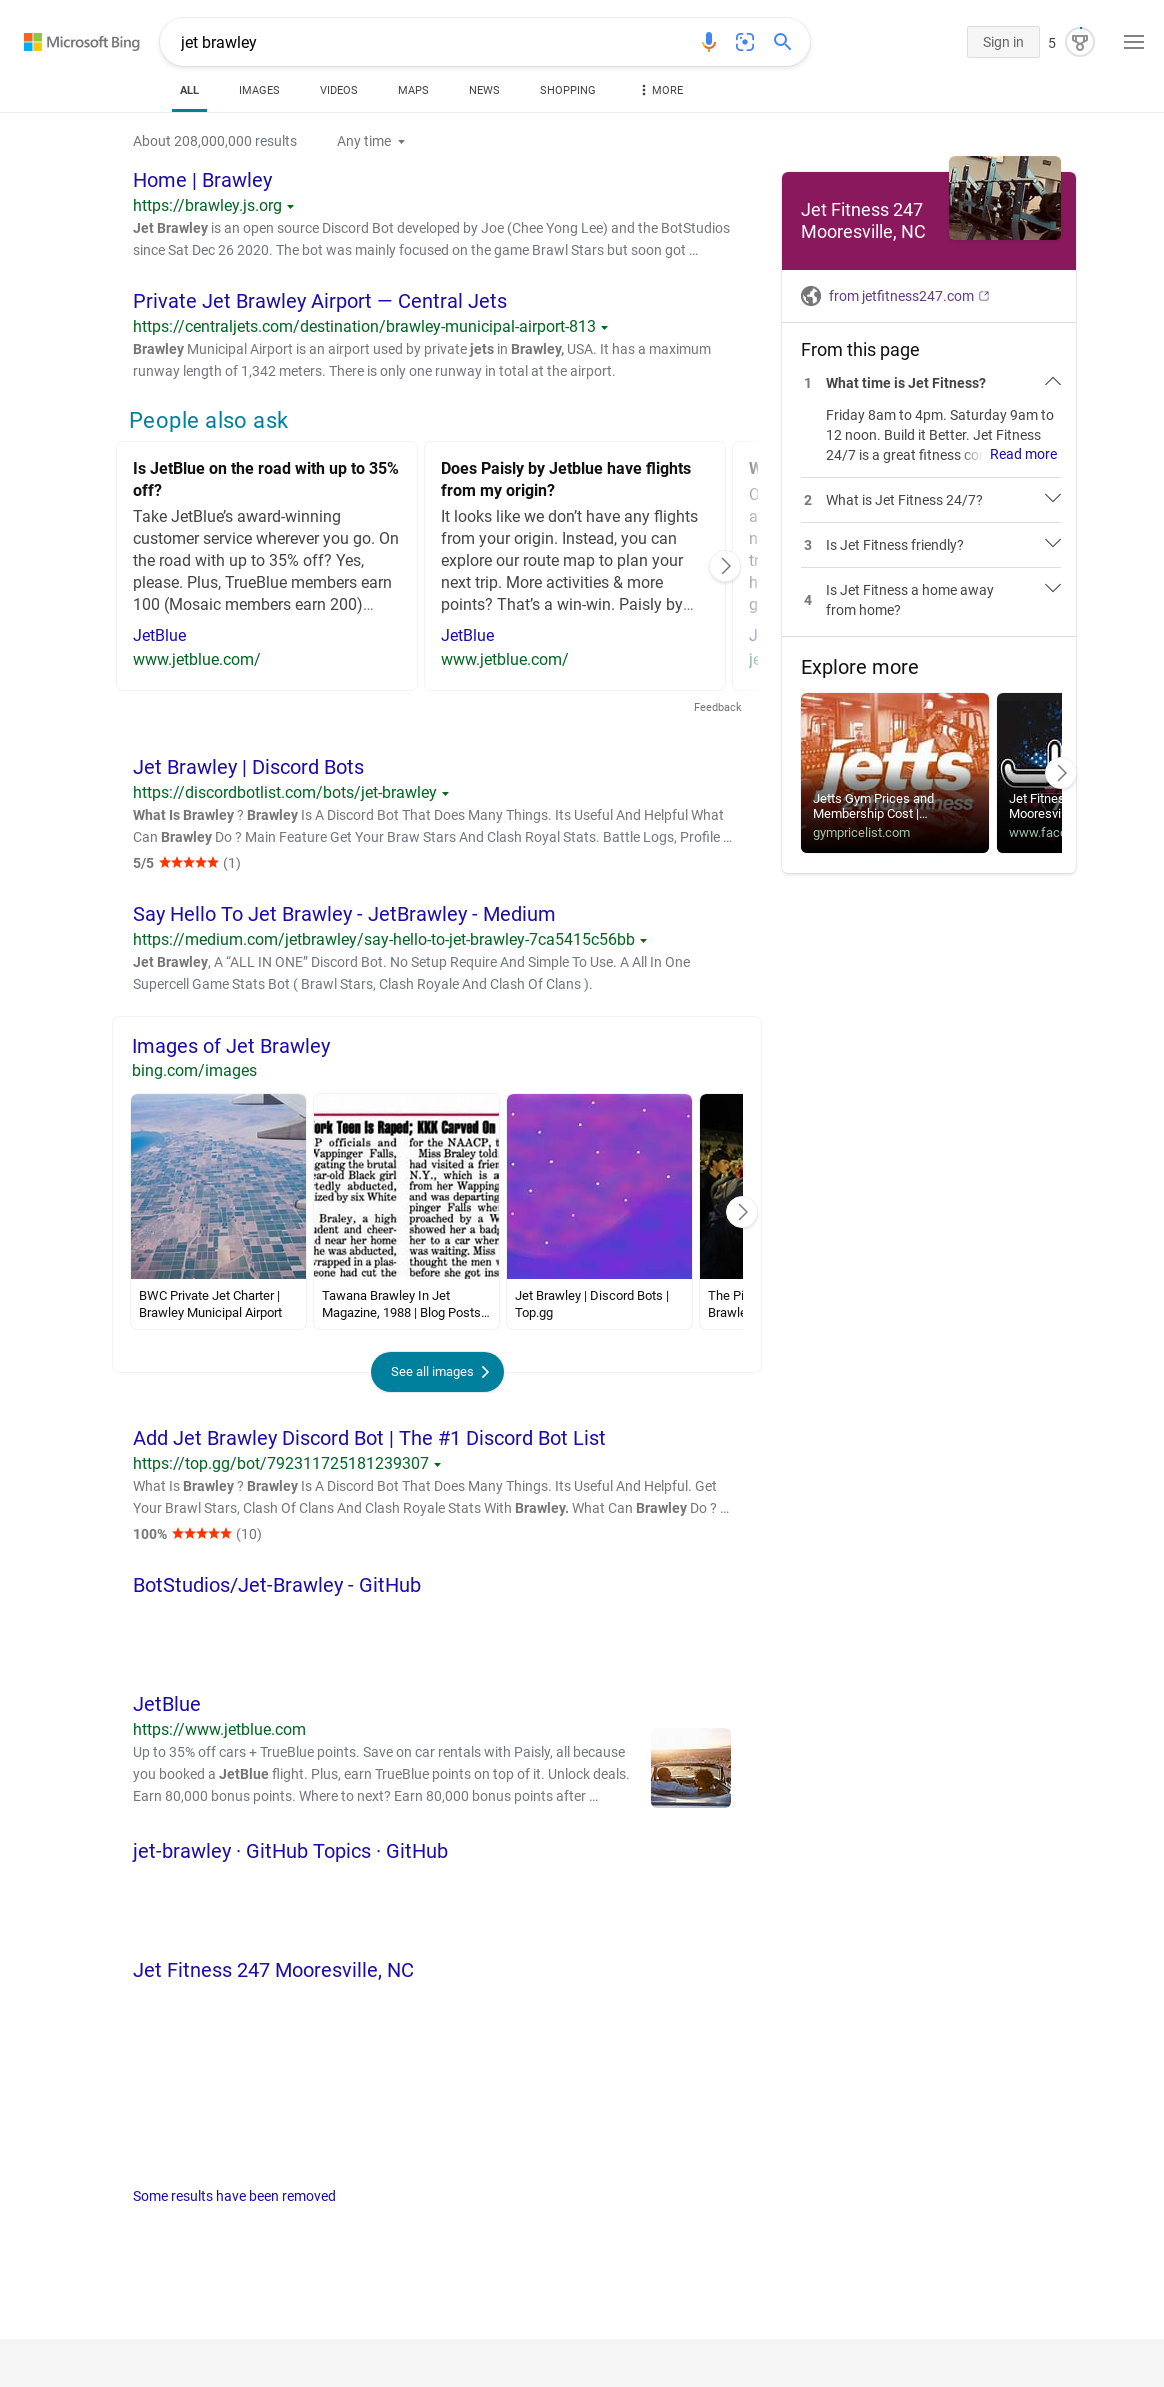 Microsoft Bing
jet brawley
Sign in
5
ALL
IMAGES
VIDEOS
MAPS
NEWS
SHOPPING
MORE
About 208,000,000 results
Any time
Home | Brawley
https://brawley.js.org
Jet Brawley is an open source Discord Bot developed by Joe (Chee Yong Lee) and the BotStudios
since Sat Dec 26 2020. The bot was mainly focused on the game Brawl Stars but soon got …
Private Jet Brawley Airport — Central Jets
https://centraljets.com/destination/brawley-municipal-airport-813
Brawley Municipal Airport is an airport used by private jets in Brawley, USA. It has a maximum
runway length of 1,342 meters. There is only one runway in total at the airport.
People also ask
Is JetBlue on the road with up to 35%
off?
Take JetBlue’s award-winning
customer service wherever you go. On
the road with up to 35% off? Yes,
please. Plus, TrueBlue members earn
100 (Mosaic members earn 200)…
JetBlue
www.jetblue.com/
Does Paisly by Jetblue have flights
from my origin?
It looks like we don’t have any flights
from your origin. Instead, you can
explore our route map to plan your
next trip. More activities & more
points? That’s a win-win. Paisly by…
JetBlue
www.jetblue.com/
Feedback
Jet Brawley | Discord Bots
https://discordbotlist.com/bots/jet-brawley
What Is Brawley ? Brawley Is A Discord Bot That Does Many Things. Its Useful And Helpful What
Can Brawley Do ? Main Feature Get Your Braw Stars And Clash Royal Stats. Battle Logs, Profile …
5/5 (1)
Say Hello To Jet Brawley - JetBrawley - Medium
https://medium.com/jetbrawley/say-hello-to-jet-brawley-7ca5415c56bb
Jet Brawley, A “ALL IN ONE” Discord Bot. No Setup Require And Simple To Use. A All In One
Supercell Game Stats Bot ( Brawl Stars, Clash Royale And Clash Of Clans ).
Images of Jet Brawley
bing.com/images
ork Teen Is Raped; KKK Carved On
P officials and
Wappinger Falls,
gating the brutal
ear-old Black girl
rtedly abducted,
ized by six White
Braley, a high
udent and cheer-
d near her home
he was abducted,
wrapped in a plas-
eone had cut the
for the NAACP, t
Miss Braley told
had visited a frien
N.Y., which is a
from her Wapping
and was departing
pinger Falls when
proached by a W
showed her a badg
her to a car wher
was waiting. Miss
thought the men v
before she got ins
BWC Private Jet Charter |
Brawley Municipal Airport
Tawana Brawley In Jet
Magazine, 1988 | Blog Posts…
Jet Brawley | Discord Bots |
Top.gg
The Pi
Brawle
See all images
Add Jet Brawley Discord Bot | The #1 Discord Bot List
https://top.gg/bot/792311725181239307
What Is Brawley ? Brawley Is A Discord Bot That Does Many Things. Its Useful And Helpful. Get
Your Brawl Stars, Clash Of Clans And Clash Royale Stats With Brawley. What Can Brawley Do ? …
100% (10)
BotStudios/Jet-Brawley - GitHub
JetBlue
https://www.jetblue.com
Up to 35% off cars + TrueBlue points. Save on car rentals with Paisly, all because
you booked a JetBlue flight. Plus, earn TrueBlue points on top of it. Unlock deals.
Earn 80,000 bonus points. Where to next? Earn 80,000 bonus points after …
jet-brawley · GitHub Topics · GitHub
Jet Fitness 247 Mooresville, NC
Some results have been removed
Jet Fitness 247
Mooresville, NC
from jetfitness247.com
From this page
1 What time is Jet Fitness?
Friday 8am to 4pm. Saturday 9am to
12 noon. Build it Better. Jet Fitness
24/7 is a great fitness co Read more
2 What is Jet Fitness 24/7?
3 Is Jet Fitness friendly?
4 Is Jet Fitness a home away
from home?
Explore more
jetts
24 hour fitness
Jetts Gym Prices and
Membership Cost |…
gympricelist.com
Jet Fitnes
Mooresvi
www.face